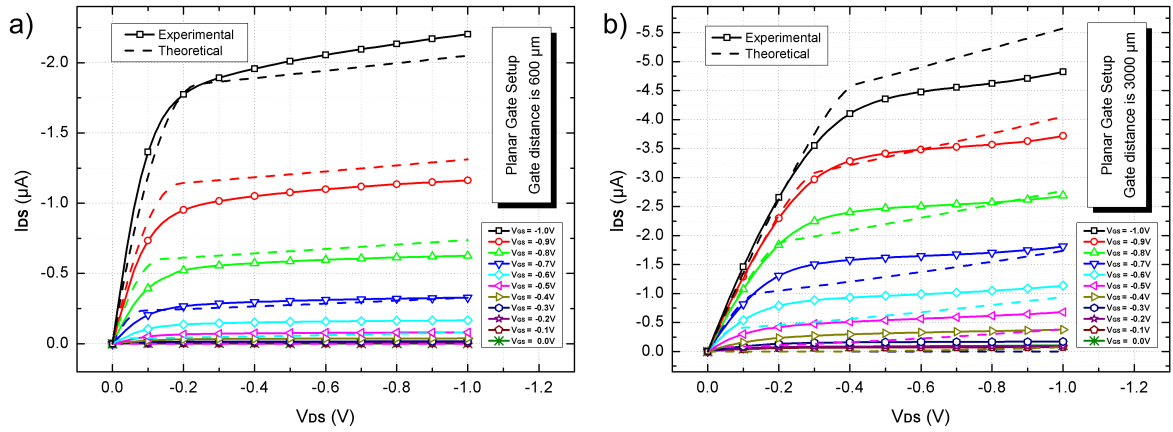 a)
Experimental
Theoretical
Planar Gate Setup
Gate distance is 600 μm
-2.0
-1.5
-1.0
-0.5
0.0
IDS (μA)
VGS = -1.0V
VGS = -0.9V
VGS = -0.8V
VGS = -0.7V
VGS = -0.6V
VGS = -0.5V
VGS = -0.4V
VGS = -0.3V
VGS = -0.2V
VGS = -0.1V
VGS = 0.0V
0.0 -0.2 -0.4 -0.6 -0.8 -1.0 -1.2
VDS (V)
b)
Experimental
Theoretical
Planar Gate Setup
Gate distance is 3000 μm
-5.5
-5.0
-4.5
-4.0
-3.5
-3.0
-2.5
-2.0
-1.5
-1.0
-0.5
0.0
IDS (μA)
VGS = -1.0V
VGS = -0.9V
VGS = -0.8V
VGS = -0.7V
VGS = -0.6V
VGS = -0.5V
VGS = -0.4V
VGS = -0.3V
VGS = -0.2V
VGS = -0.1V
VGS = 0.0V
0.0 -0.2 -0.4 -0.6 -0.8 -1.0 -1.2
VDS (V)